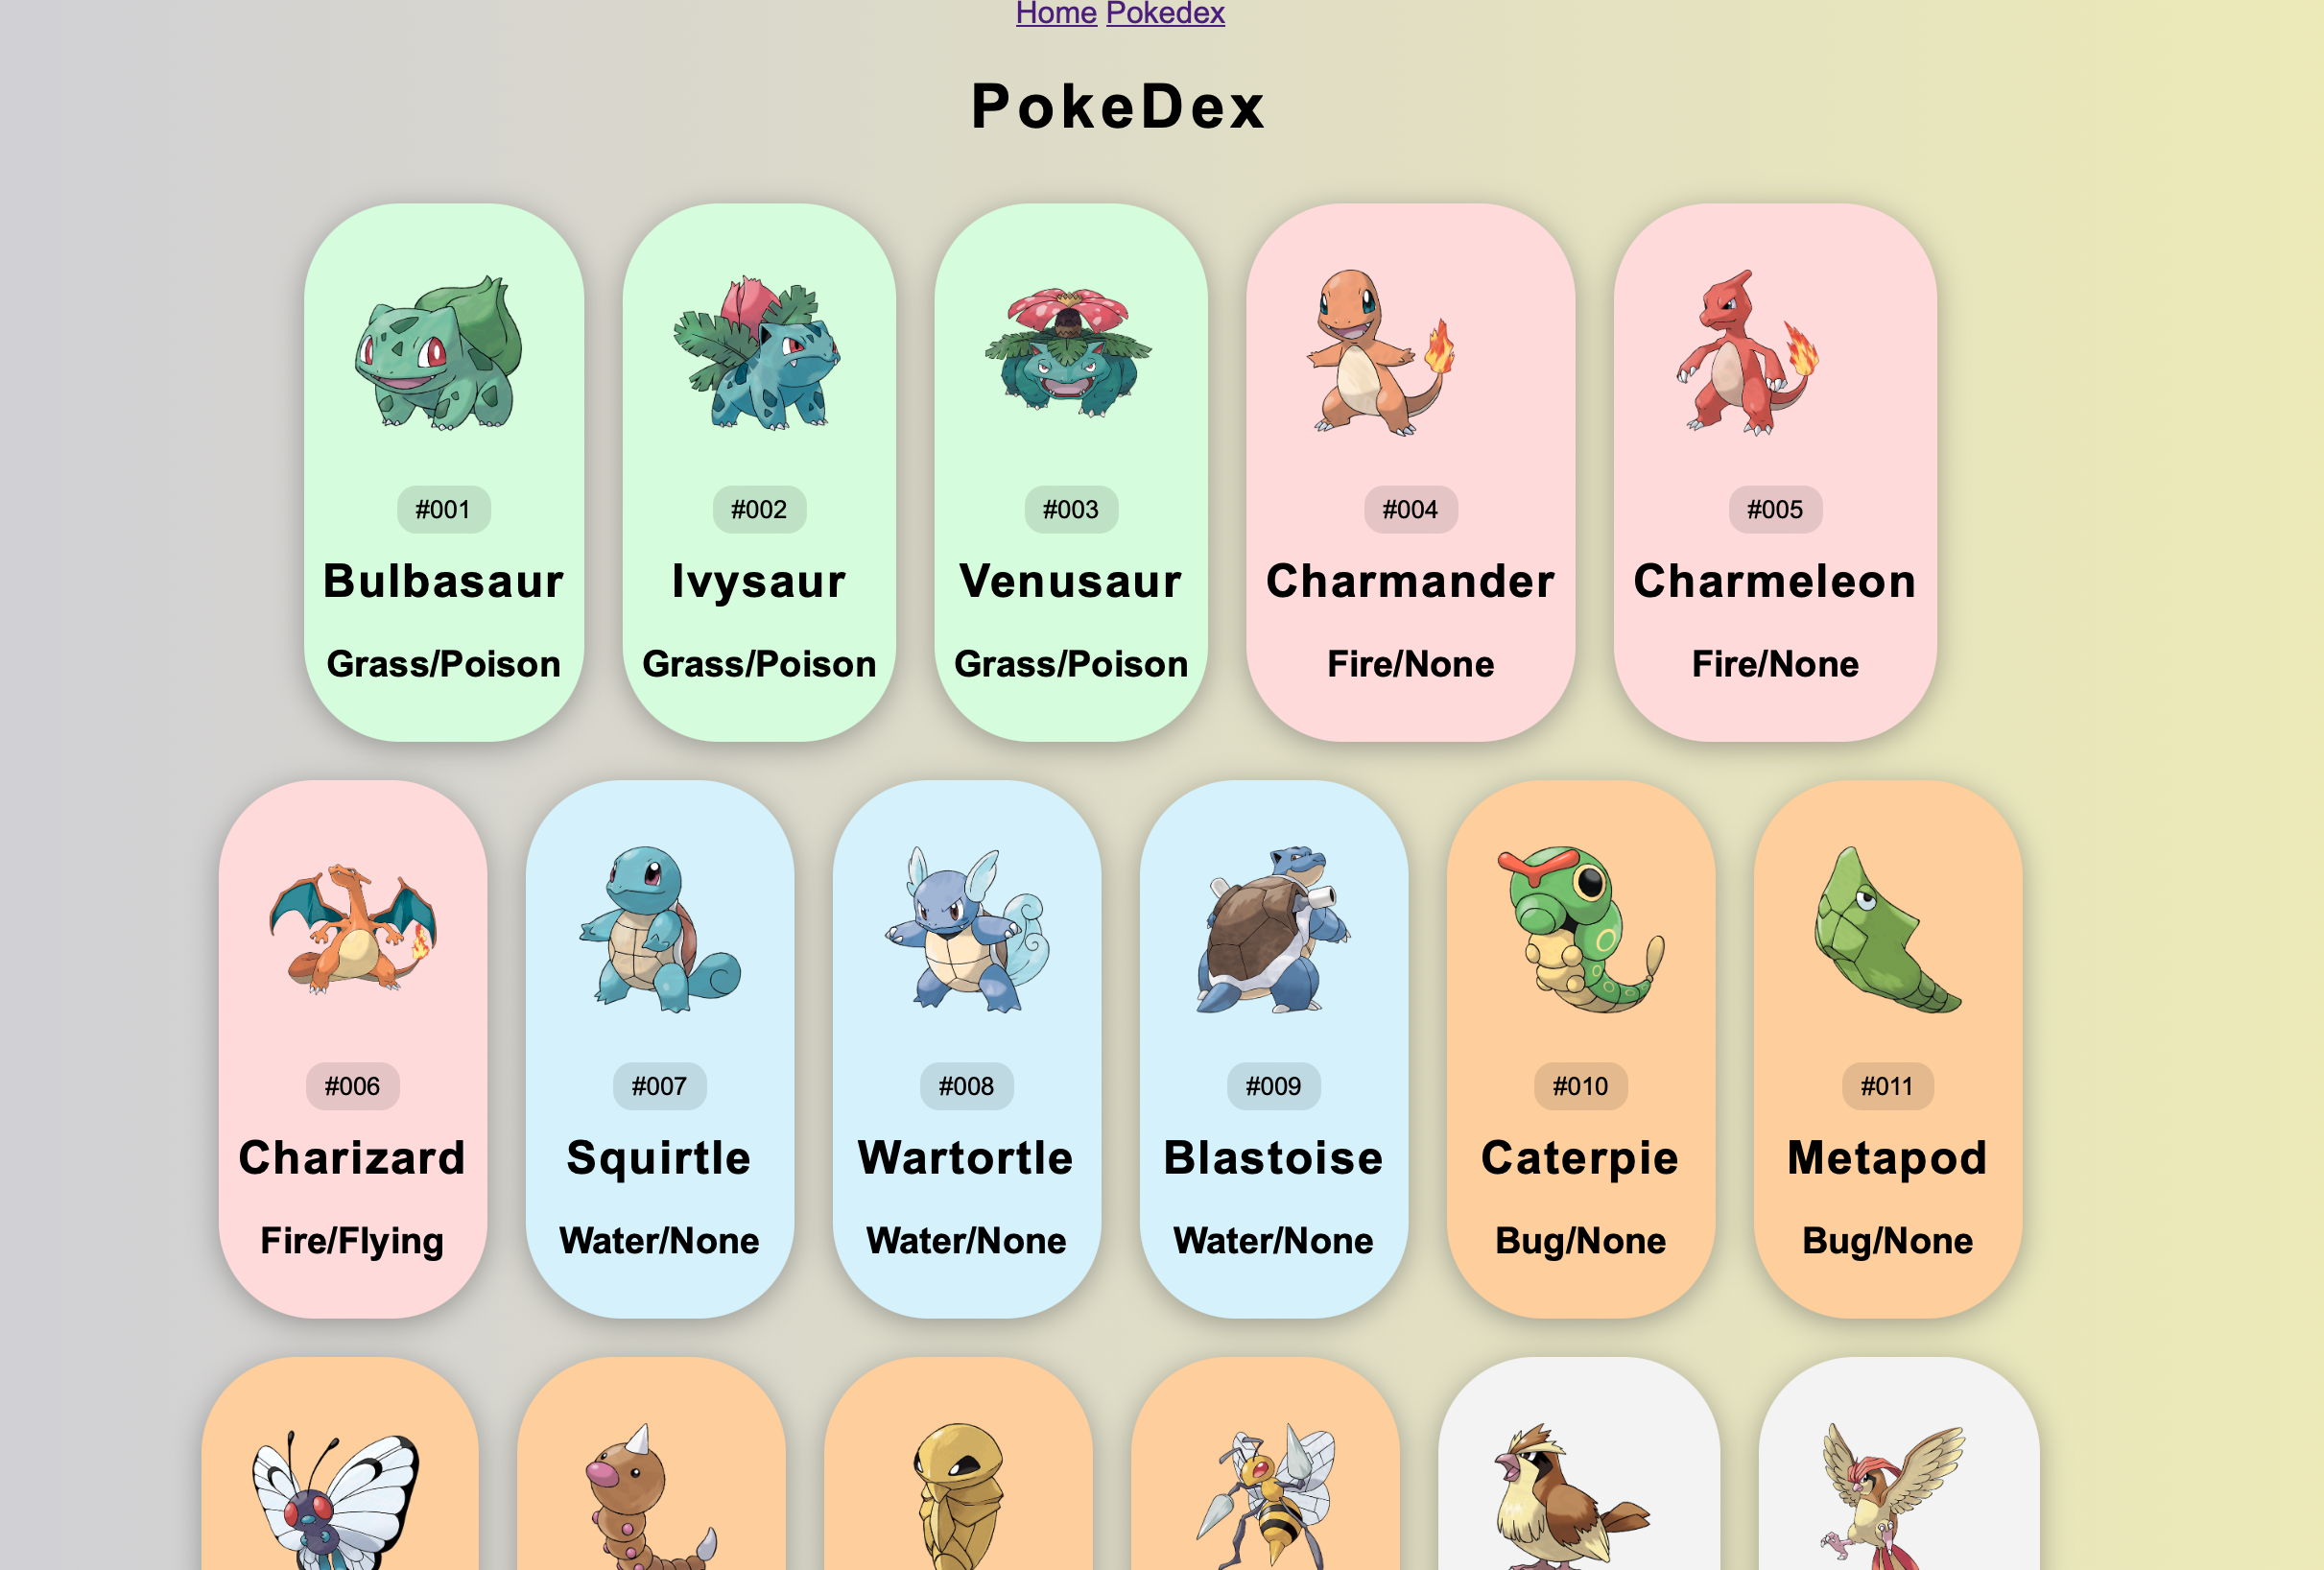 Home Pokedex
PokeDex
#001 #002 #003 #004 #005
Bulbasaur Ivysaur Venusaur Charmander Charmeleon
Grass/Poison Grass/Poison Grass/Poison Fire/None Fire/None
#006 #007 #008 #009 #010 #011
Charizard Squirtle Wartortle Blastoise Caterpie Metapod
Fire/Flying Water/None Water/None Water/None Bug/None Bug/None